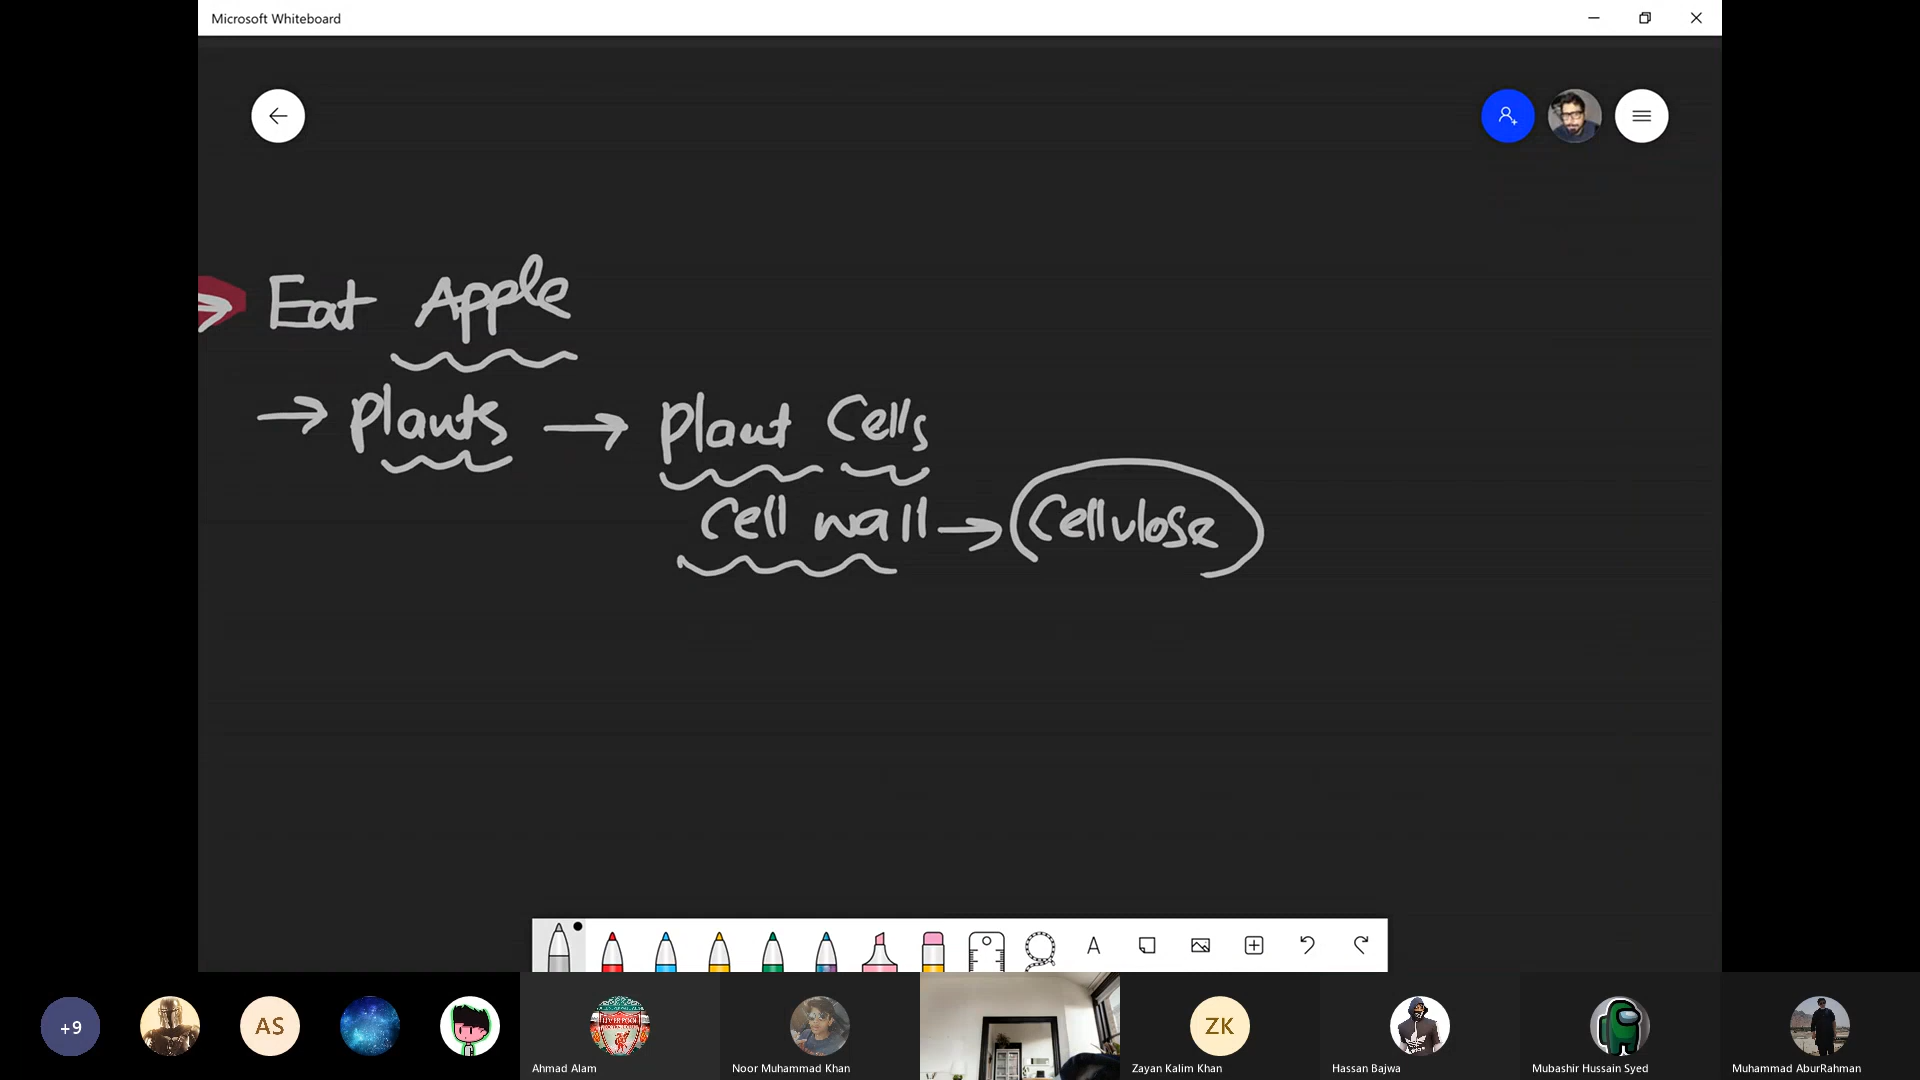 Microsoft Whiteboard
→ Eat Apple
→ plants → plant Cells
Cell wall → Cellulose
A
+9
AS
LIVERPOOL
ZK
Ahmad Alam
Noor Muhammad Khan
Zayan Kalim Khan
Hassan Bajwa
Mubashir Hussain Syed
Muhammad AburRahman